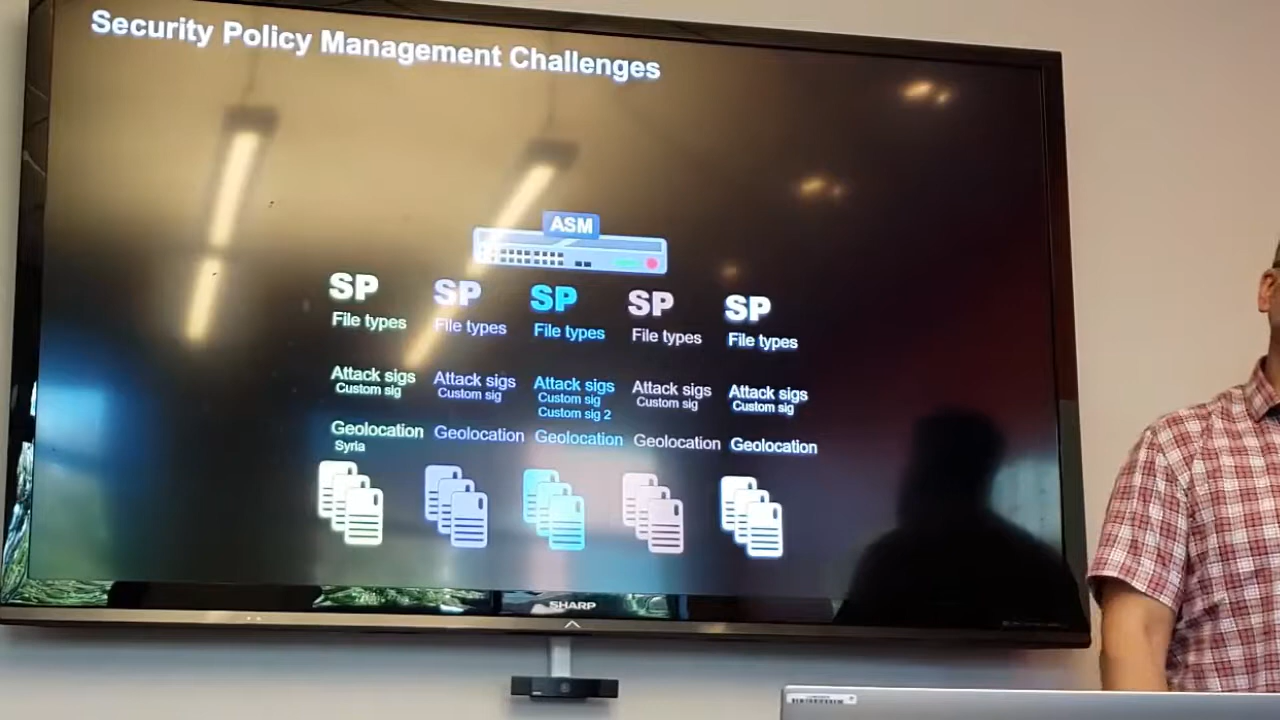 Security Policy Management Challenges
ASM
SP SP SP SP SP
File types File types File types File types File types
Attack sigs Attack sigs Attack sigs Attack sigs Attack sigs
Custom sig Custom sig Custom sig Custom sig Custom sig
Custom sig 2
Geolocation Geolocation Geolocation Geolocation Geolocation
Syria
SHARP